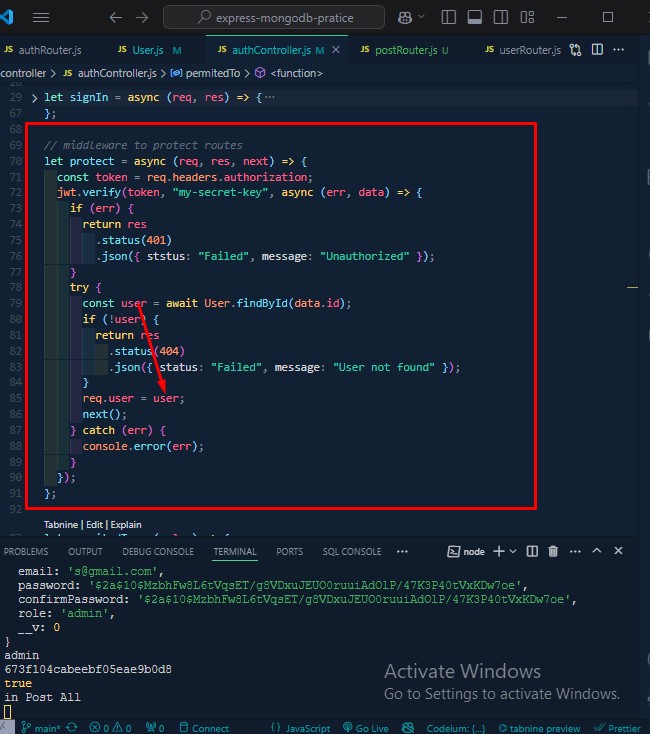 express-mongodb-pratice
JS authRouter.js JS User.js M JS authController.js M JS postRouter.js U JS userRouter.js
controller > JS authController.js > permitedTo > <function>
28
29 let signIn = async (req, res) => {…
67 };
68
69 // middleware to protect routes
70 let protect = async (req, res, next) => {
71 const token = req.headers.authorization;
72 jwt.verify(token, "my-secret-key", async (err, data) => {
73 if (err) {
74 return res
75 .status(401)
76 .json({ ststus: "Failed", message: "Unauthorized" });
77 }
78 try {
79 const user = await User.findById(data.id);
80 if (!user) {
81 return res
82 .status(404)
83 .json({ status: "Failed", message: "User not found" });
84 }
85 req.user = user;
86 next();
87 } catch (err) {
88 console.error(err);
89 }
90 });
91 };
92
Tabnine | Edit | Explain
PROBLEMS OUTPUT DEBUG CONSOLE TERMINAL PORTS SQL CONSOLE ··· node
email: 's@gmail.com',
password: '$2a$10$MzbhFw8L6tVqsET/g8VDxuJEUO0ruuiAdOlP/47K3P40tVxKDw7oe',
confirmPassword: '$2a$10$MzbhFw8L6tVqsET/g8VDxuJEUO0ruuiAdOlP/47K3P40tVxKDw7oe',
role: 'admin',
__v: 0
}
admin
673f104cabeebf05eae9b0d8
true
in Post All
Activate Windows
Go to Settings to activate Windows.
main* 0 0 0 Connect {} JavaScript Go Live Codeium: {...} tabnine preview Prettier